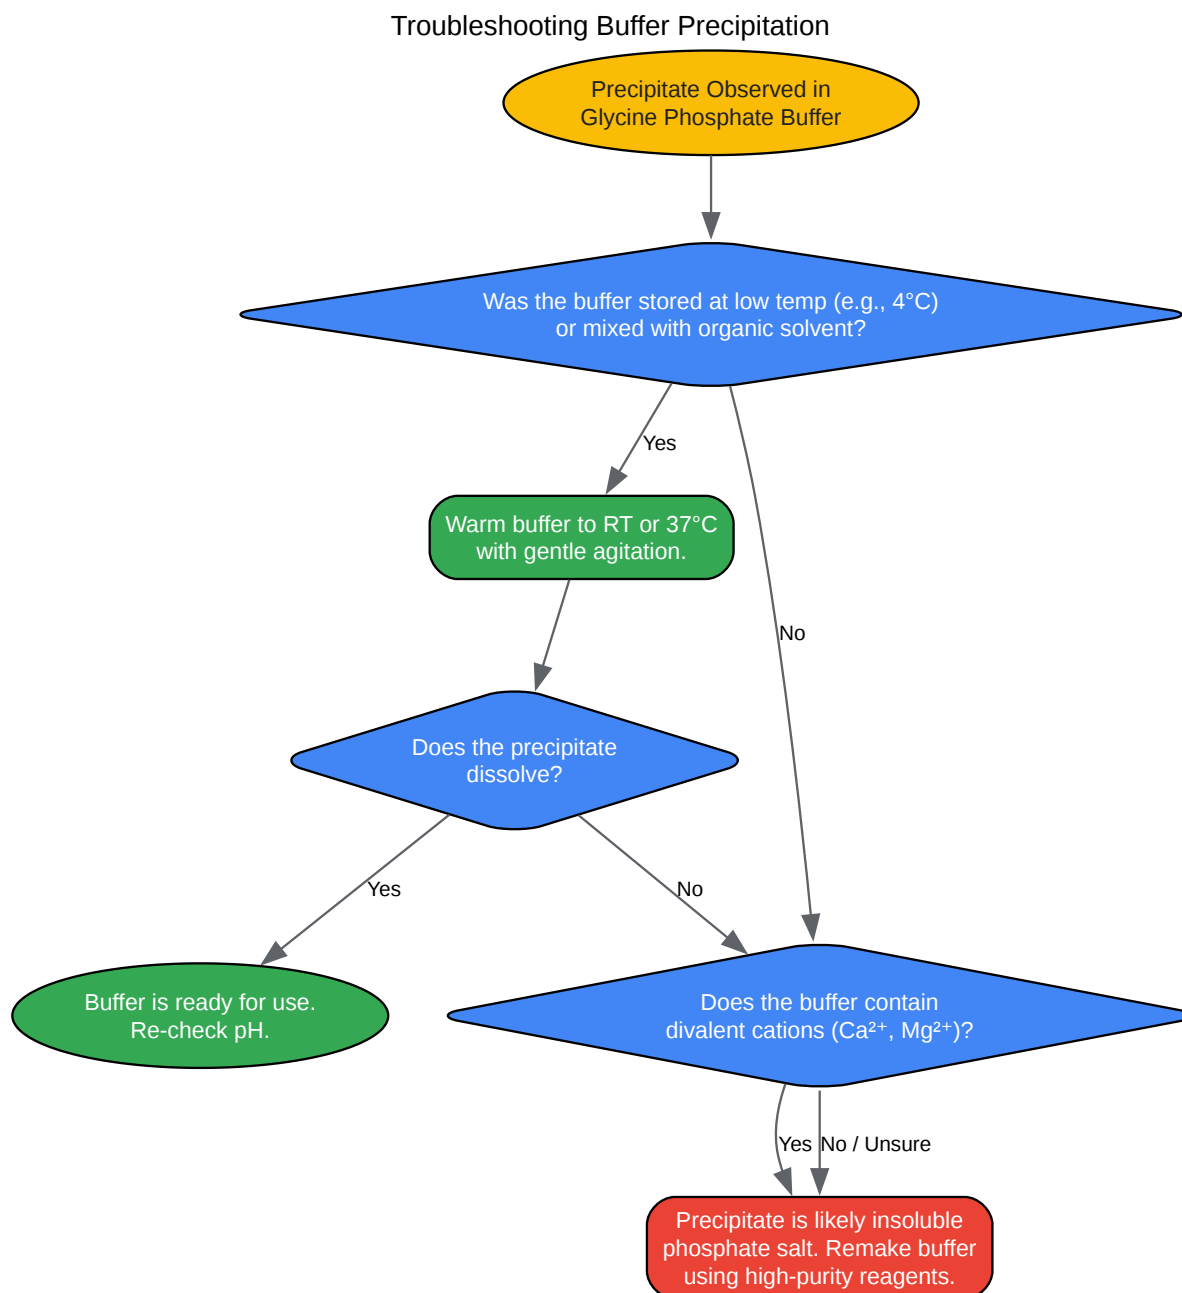 Troubleshooting Buffer Precipitation
Precipitate Observed in
Glycine Phosphate Buffer
Was the buffer stored at low temp (e.g., 4°C)
or mixed with organic solvent?
Yes
Warm buffer to RT or 37°C
with gentle agitation.
No
Does the precipitate
dissolve?
Yes
No
Buffer is ready for use.
Re-check pH.
Does the buffer contain
divalent cations (Ca²⁺, Mg²⁺)?
Yes
No / Unsure
Precipitate is likely insoluble
phosphate salt. Remake buffer
using high-purity reagents.